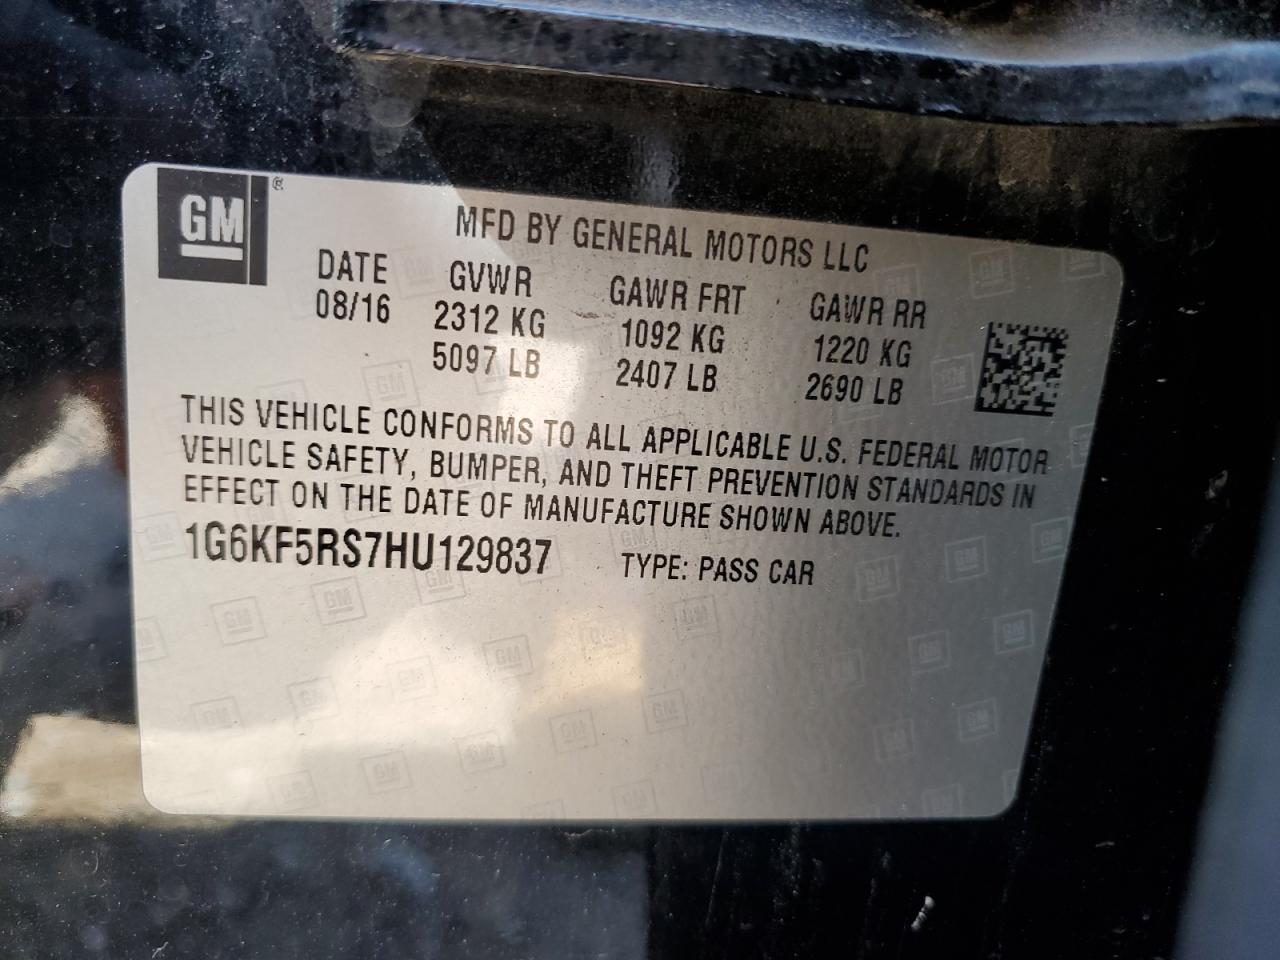 GM
MFD BY GENERAL MOTORS LLC
DATE GVWR GAWR FRT GAWR RR
08/16 2312 KG 1092 KG 1220 KG
5097 LB 2407 LB 2690 LB
THIS VEHICLE CONFORMS TO ALL APPLICABLE U.S. FEDERAL MOTOR
VEHICLE SAFETY, BUMPER, AND THEFT PREVENTION STANDARDS IN
EFFECT ON THE DATE OF MANUFACTURE SHOWN ABOVE.
1G6KF5RS7HU129837 TYPE: PASS CAR